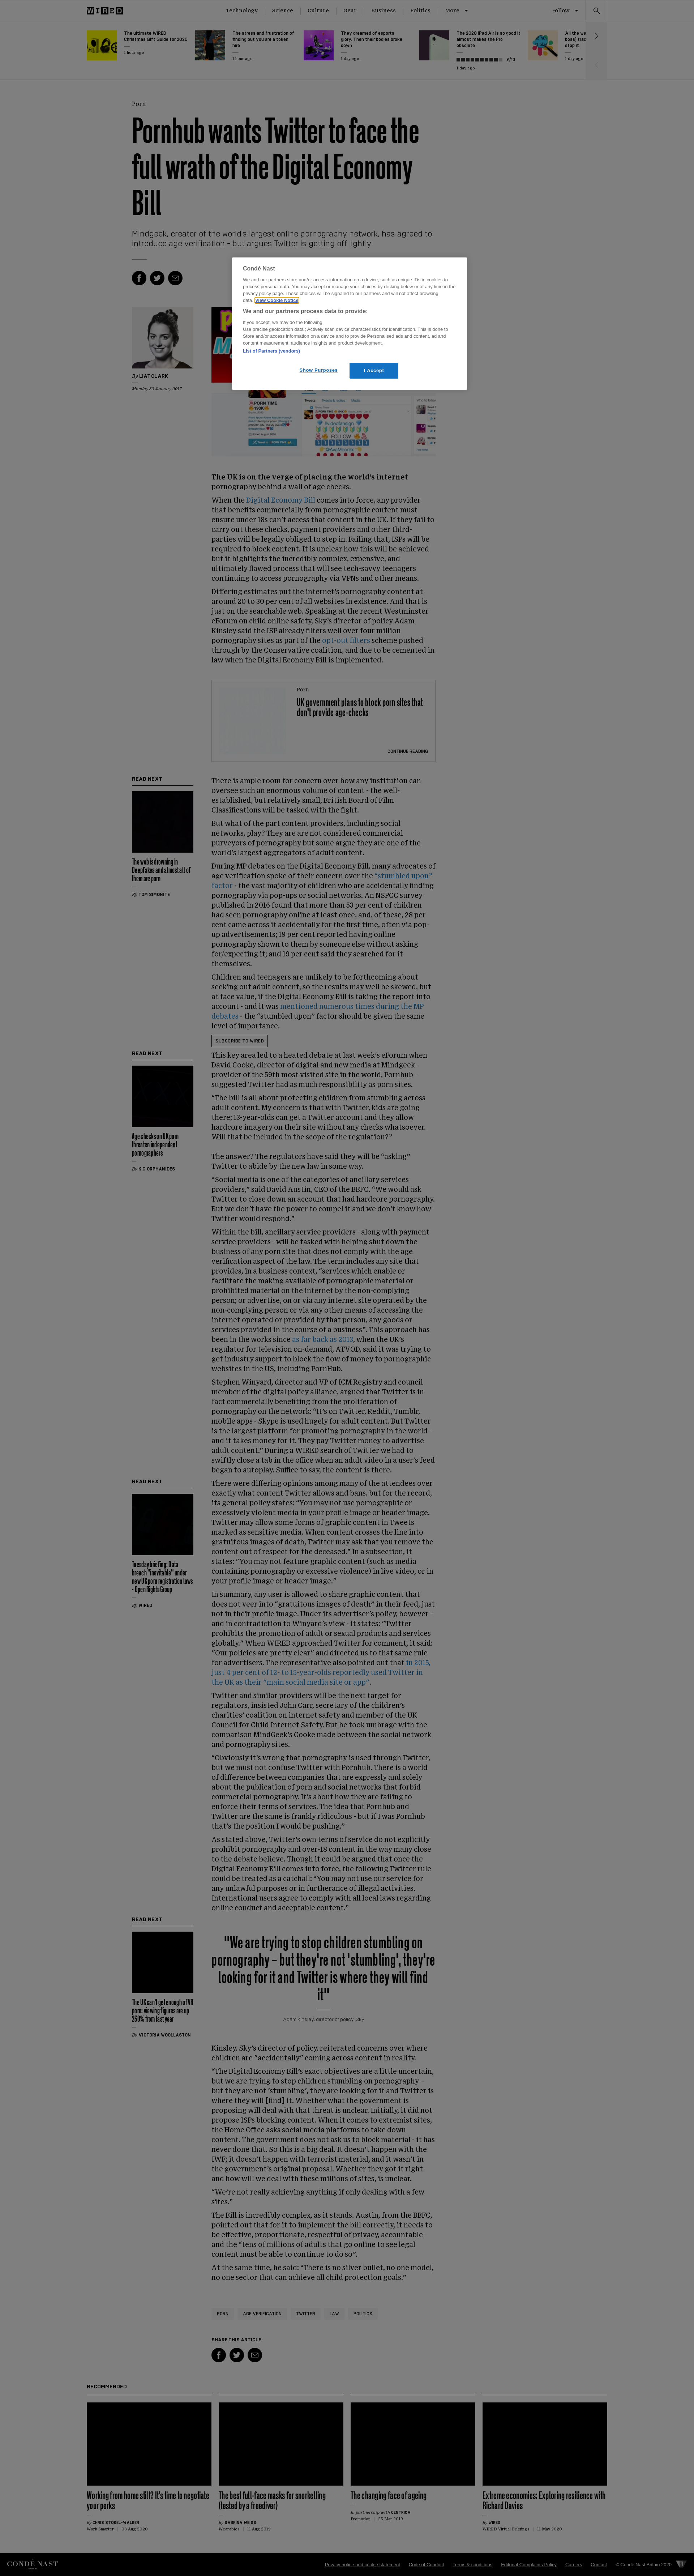 WIRED
Technology
Science
Culture
Gear
Business
Politics
More
Follow
The ultimate WIRED
Christmas Gift Guide for 2020
1 hour ago
The stress and frustration of
finding out you are a token
hire
1 hour ago
They dreamed of esports
glory. Then their bodies broke
down
1 day ago
The 2020 iPad Air is so good it
almost makes the Pro
obsolete
9/10
1 day ago
1 day ago
Porn
Pornhub wants Twitter to face the
full wrath of the Digital Economy
Bill
Mindgeek, creator of the world's largest online pornography network, has agreed to
introduce age verification - but argues Twitter is getting off lightly
Condé Nast
We and our partners store and/or access information on a device, such as unique IDs in cookies to
process personal data. You may accept or manage your choices by clicking below or at any time in the
privacy policy page. These choices will be signaled to our partners and will not affect browsing
data. View Cookie Notice
We and our partners process data to provide:
If you accept, we may do the following:
Use precise geolocation data . Actively scan device characteristics for identification. This is done to
Store and/or access information on a device and to provide Personalised ads and content, ad and
content measurement, audience insights and product development.
List of Partners (vendors)
Show Purposes
I Accept
By LIAT CLARK
Monday 30 January 2017
The UK is on the verge of placing the world's internet
pornography behind a wall of age checks.
When the Digital Economy Bill comes into force, any provider
that benefits commercially from pornographic content must
ensure under 18s can't access that content in the UK. If they fail to
carry out these checks, payment providers and other third-
parties will be legally obliged to step in. Failing that, ISPs will be
required to block content. It is unclear how this will be achieved
but it highlights the incredibly complex, expensive, and
ultimately flawed process that will see tech-savvy teenagers
continuing to access pornography via VPNs and other means.
Differing estimates put the internet's pornography content at
around 20 to 30 per cent of all websites in existence. And that is
just on the searchable web. Speaking at the recent Westminster
eForum on child online safety, Sky's director of policy Adam
Kinsley said the ISP already filters well over four million
pornography sites as part of the opt-out filters scheme pushed
through by the Conservative coalition, and due to be cemented in
law when the Digital Economy Bill is implemented.
Porn
UK government plans to block porn sites that
don't provide age-checks
CONTINUE READING
READ NEXT
The web is drowning in
Deepfakes and almost all of
them are porn
By TOM SIMONITE
There is ample room for concern over how any institution can
oversee such an enormous volume of content - the well-
established, but relatively small, British Board of Film
Classifications will be tasked with the fight.
But what of the part content providers, including social
networks, play? They are are not considered commercial
purveyors of pornography but some argue they are one of the
world's largest aggregators of adult content.
During MP debates on the Digital Economy Bill, many advocates of
age verification spoke of their concern over the "stumbled upon"
factor - the vast majority of children who are accidentally finding
pornography via pop-ups or social networks. An NSPCC survey
published in 2016 found that more than 53 per cent of children
had seen pornography online at least once, and, of these, 28 per
cent came across it accidentally for the first time, often via pop-
up advertisements; 19 per cent reported having online
pornography shown to them by someone else without asking
for/expecting it; and 19 per cent said they searched for it
themselves.
Children and teenagers are unlikely to be forthcoming about
seeking out adult content, so the results may well be skewed, but
at face value, if the Digital Economy Bill is taking the report into
account - and it was mentioned numerous times during the MP
debates - the "stumbled upon" factor should be given the same
level of importance.
SUBSCRIBE TO WIRED
READ NEXT
Age checks on UK porn
threaten independent
pornographers
By K.G ORPHANIDES
This key area led to a heated debate at last week's eForum when
David Cooke, director of digital and new media at Mindgeek -
provider of the 59th most visited site in the world, Pornhub -
suggested Twitter had as much responsibility as porn sites.
"The bill is all about protecting children from stumbling across
adult content. My concern is that with Twitter, kids are going
there; 13-year-olds can get a Twitter account and they allow
hardcore imagery on their site without any checks whatsoever.
Will that be included in the scope of the regulation?"
The answer? The regulators have said they will be "asking"
Twitter to abide by the new law in some way.
"Social media is one of the categories of ancillary services
providers," said David Austin, CEO of the BBFC. "We would ask
Twitter to close down an account that had hardcore pornography.
But we don't have the power to compel it and we don't know how
Twitter would respond."
Within the bill, ancillary service providers - along with payment
service providers - will be tasked with helping shut down the
business of any porn site that does not comply with the age
verification aspect of the law. The term includes any site that
provides, in a business context, "services which enable or
facilitate the making available of pornographic material or
prohibited material on the internet by the non-complying
person; or advertise, on or via any internet site operated by the
non-complying person or via any other means of accessing the
internet operated or provided by that person, any goods or
services provided in the course of a business". This approach has
been in the works since as far back as 2013, when the UK's
regulator for television on-demand, ATVOD, said it was trying to
get industry support to block the flow of money to pornographic
websites in the US, including PornHub.
Stephen Winyard, director and VP of ICM Registry and council
member of the digital policy alliance, argued that Twitter is in
fact commercially benefiting from the proliferation of
pornography on the network: "It's on Twitter, Reddit, Tumblr,
mobile apps - Skype is used hugely for adult content. But Twitter
is the largest platform for promoting pornography in the world -
and it takes money for it. They pay Twitter money to advertise
adult content." During a WIRED search of Twitter we had to
swiftly close a tab in the office when an adult video in a user's feed
began to autoplay. Suffice to say, the content is there.
READ NEXT
Tuesday briefing: Data
breach "inevitable" under
new UK porn registration laws
- Open Rights Group
By WIRED
There were differing opinions among many of the attendees over
exactly what content Twitter allows and bans, but for the record,
its general policy states: "You may not use pornographic or
excessively violent media in your profile image or header image.
Twitter may allow some forms of graphic content in Tweets
marked as sensitive media. When content crosses the line into
gratuitous images of death, Twitter may ask that you remove the
content out of respect for the deceased." In a subsection, it
states: "You may not feature graphic content (such as media
containing pornography or excessive violence) in live video, or in
your profile image or header image."
In summary, any user is allowed to share graphic content that
does not veer into "gratuitous images of death" in their feed, just
not in their profile image. Under its advertiser's policy, however -
and in contradiction to Winyard's view - it states: "Twitter
prohibits the promotion of adult or sexual products and services
globally." When WIRED approached Twitter for comment, it said:
"Our policies are pretty clear" and directed us to that same rule
for advertisers. The representative also pointed out that in 2015,
just 4 per cent of 12- to 15-year-olds reportedly used Twitter in
the UK as their "main social media site or app".
Twitter and similar providers will be the next target for
regulators, insisted John Carr, secretary of the children's
charities' coalition on internet safety and member of the UK
Council for Child Internet Safety. But he took umbrage with the
comparison MindGeek's Cooke made between the social network
and pornography sites.
"Obviously it's wrong that pornography is used through Twitter,
but we must not confuse Twitter with Pornhub. There is a world
of difference between companies that are expressly and solely
about the publication of porn and social networks that prohibit
commercial pornography. It's about how they are failing to
enforce their terms of services. The idea that Pornhub and
Twitter are the same is frankly ridiculous - but if I was Pornhub
that's the position I would be pushing."
As stated above, Twitter's own terms of service do not explicitly
prohibit pornography and over-18 content in the way some close
to the debate believe. Though it could be argued that once the
Digital Economy Bill comes into force, the following Twitter rule
could be treated as a catchall: "You may not use our service for
any unlawful purposes or in furtherance of illegal activities.
International users agree to comply with all local laws regarding
online conduct and acceptable content."
READ NEXT
The UK can't get enough of VR
porn: viewing figures are up
250% from last year
By VICTORIA WOOLLASTON
"We are trying to stop children stumbling on
pornography – but they're not 'stumbling', they're
looking for it and Twitter is where they will find
it"
Adam Kinsley, director of policy, Sky
Kinsley, Sky's director of policy, reiterated concerns over where
children are "accidentally" coming across content in reality.
"The Digital Economy Bill's exact objectives are a little uncertain,
but we are trying to stop children stumbling on pornography –
but they are not 'stumbling', they are looking for it and Twitter is
where they will [find] it. Whether what the government is
proposing will deal with that threat is unclear. Initially, it did not
propose ISPs blocking content. When it comes to extremist sites,
the Home Office asks social media platforms to take down
content. The government does not ask us to block material - it has
never done that. So this is a big deal. It doesn't happen with the
IWF; it doesn't happen with terrorist material, and it wasn't in
the government's original proposal. Whether they got it right
and how will we deal with these millions of sites, is unclear.
"We're not really achieving anything if only dealing with a few
sites."
The Bill is incredibly complex, as it stands. Austin, from the BBFC,
pointed out that for it to implement the bill correctly, it needs to
be effective, proportionate, respectful of privacy, accountable -
and the "tens of millions of adults that go online to see legal
content must be able to continue to do so".
At the same time, he said: "There is no silver bullet, no one model,
no one sector that can achieve all child protection goals."
PORN
AGE VERIFICATION
TWITTER
LAW
POLITICS
SHARE THIS ARTICLE
RECOMMENDED
Working from home still? It's time to negotiate
your perks
By CHRIS STOKEL-WALKER
Work Smarter | 03 Aug 2020
The best full-face masks for snorkelling
(tested by a freediver)
By SABRINA WEISS
Wearables | 11 Aug 2019
The changing face of ageing
In partnership with CENTRICA
Promotion | 23 Mar 2019
Extreme economies: Exploring resilience with
Richard Davies
By WIRED
WIRED Virtual Briefings | 12 May 2020
CONDÉ NAST
Privacy notice and cookie statement
Code of Conduct
Terms & conditions
Editorial Complaints Policy
Careers
Contact
© Condé Nast Britain 2020